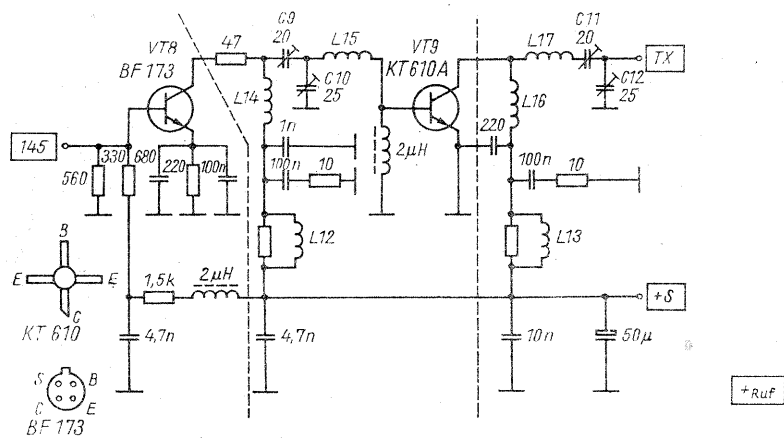 C9
20
L15
C11
20
L17
47
VT8
BF 173
VT9
KT610A
TX
C10
25
C12
25
L14
L16
145
330
680
220
100n
560
1n
100n
10
2µH
220
100n
10
L12
L13
B
E
E
C
KT 610
1,5k
2µH
+S
4,7n
4,7n
10n
50µ
S
B
C
E
BF 173
+Ruf